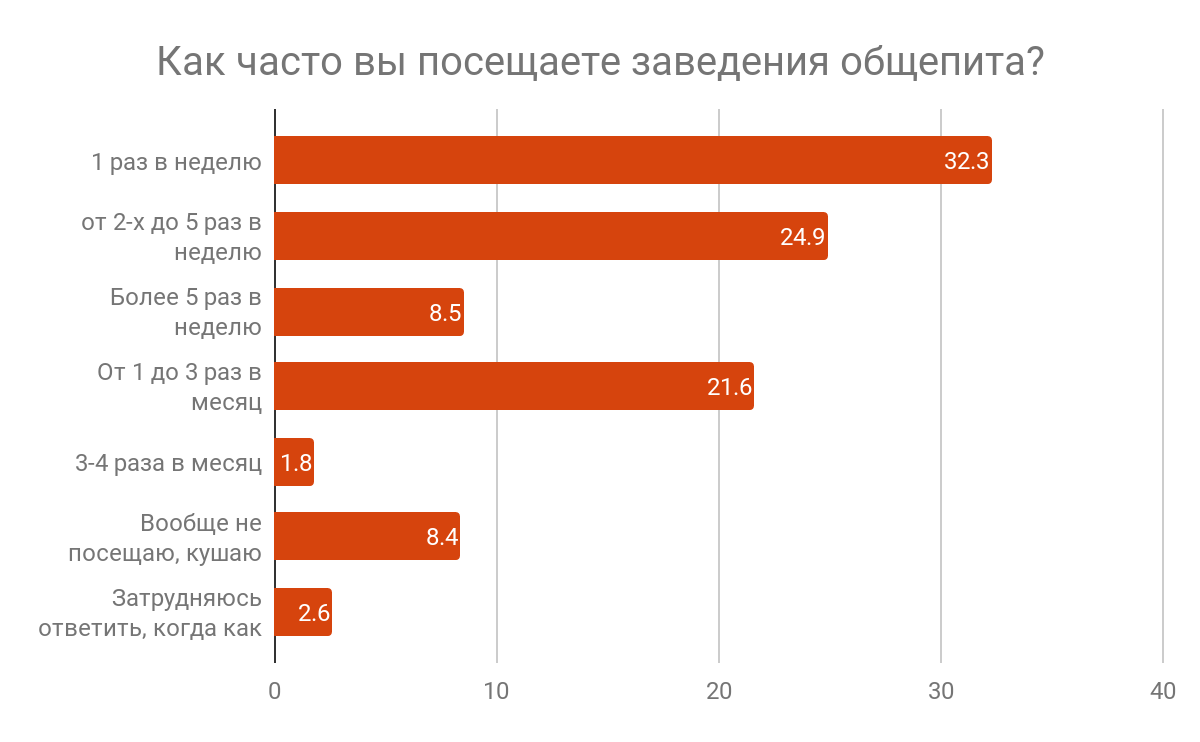 Как часто вы посещаете заведения общепита?
1 раз в неделю
32.3
от 2-х до 5 раз в
неделю
24.9
Более 5 раз в
неделю
8.5
От 1 до 3 раз в
месяц
21.6
3-4 раза в месяц
1.8
Вообще не
посещаю, кушаю
8.4
Затрудняюсь
ответить, когда как
2.6
0
10
20
30
40